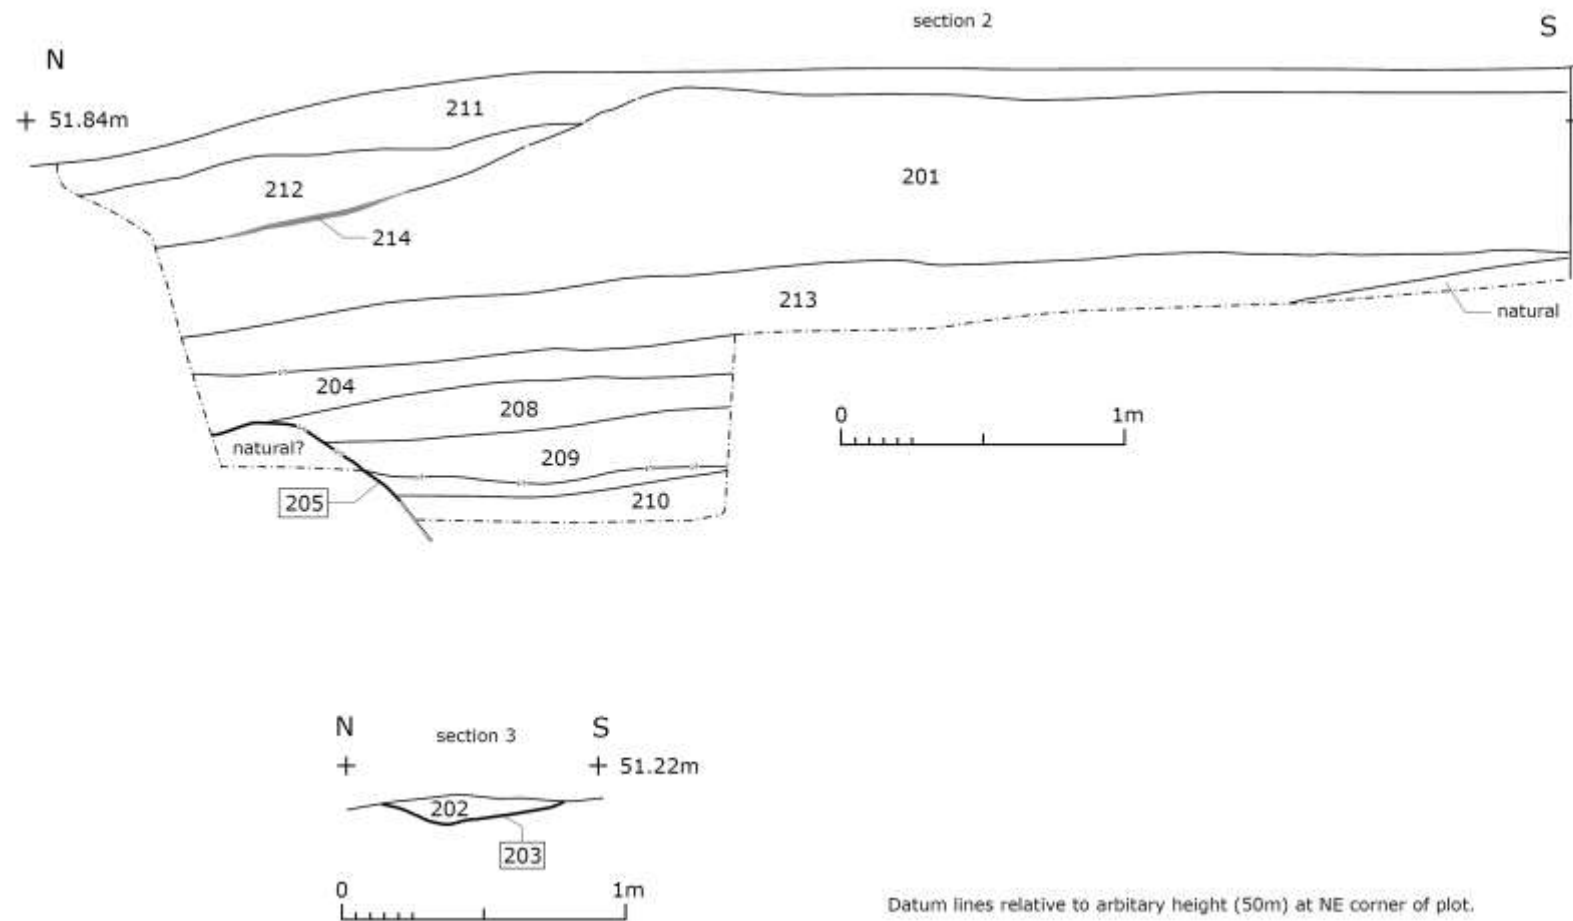 section 2
N
S
51.84m
211
201
212
214
213
natural
204
208
0 1m
natural?
209
205
210
N
section 3
S
51.22m
202
203
0 1m
Datum lines relative to arbitary height (50m) at NE corner of plot.